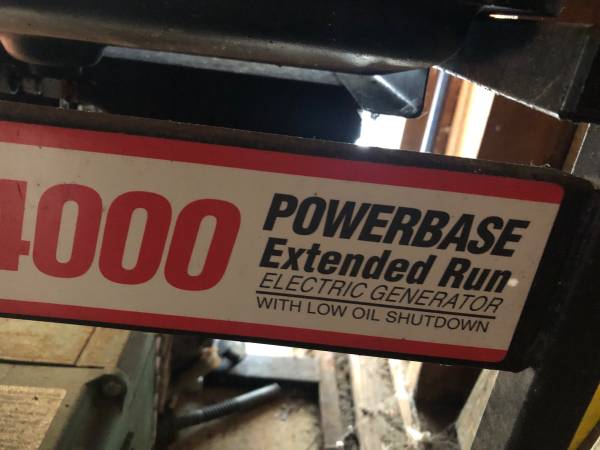 4000
POWERBASE
Extended Run
ELECTRIC GENERATOR
WITH LOW OIL SHUTDOWN